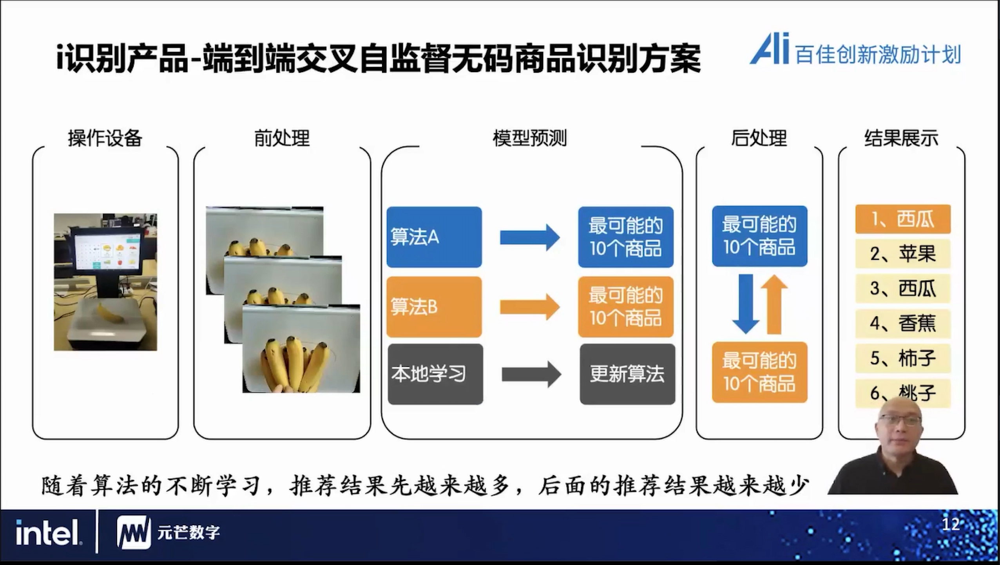 i识别产品-端到端交叉自监督无码商品识别方案
Ai 百佳创新激励计划
操作设备
前处理
模型预测
算法A
最可能的
10个商品
算法B
最可能的
10个商品
本地学习
更新算法
后处理
最可能的
10个商品
最可能的
10个商品
结果展示
1、西瓜
2、苹果
3、西瓜
4、香蕉
5、柿子
6、桃子
随着算法的不断学习，推荐结果先越来越多，后面的推荐结果越来越少
intel
元芒数字
12